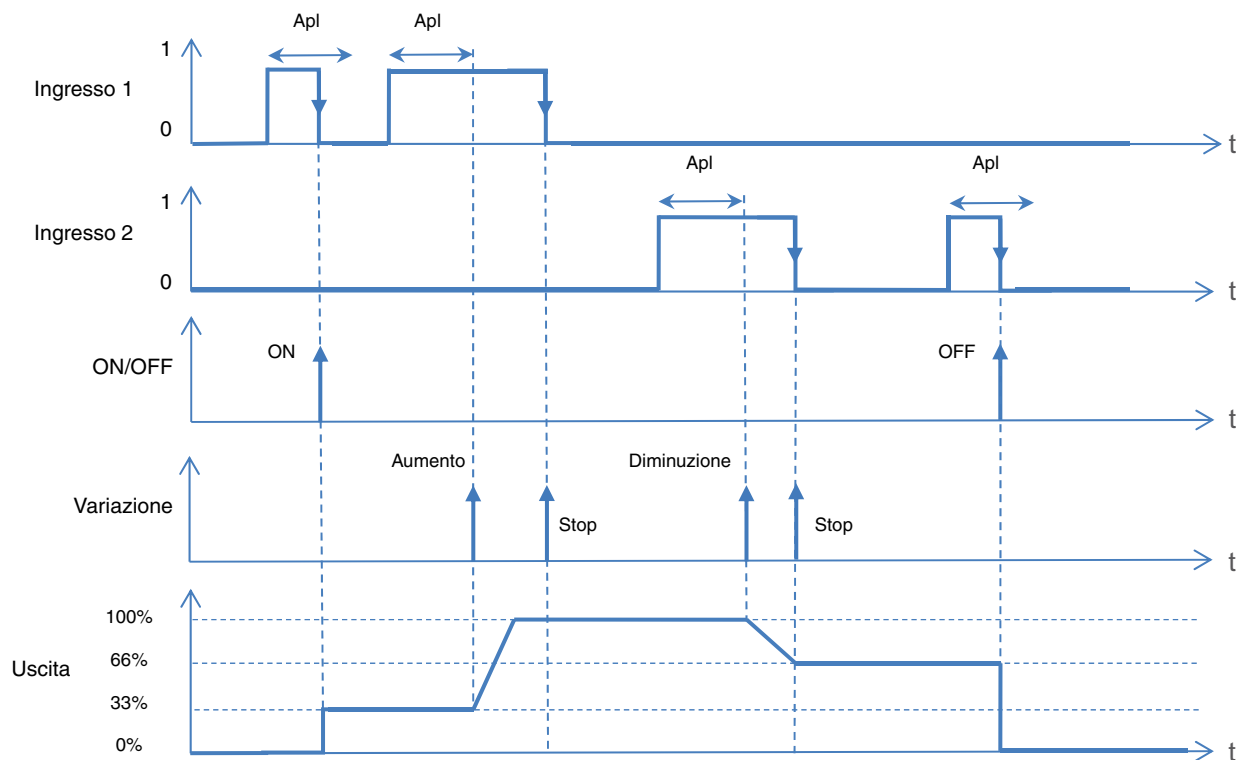 Apl
Apl
1
Ingresso 1
0
t
Apl
Apl
1
Ingresso 2
0
t
ON
OFF
ON/OFF
t
Aumento
Diminuzione
Variazione
Stop
Stop
t
100%
66%
Uscita
33%
0%
t